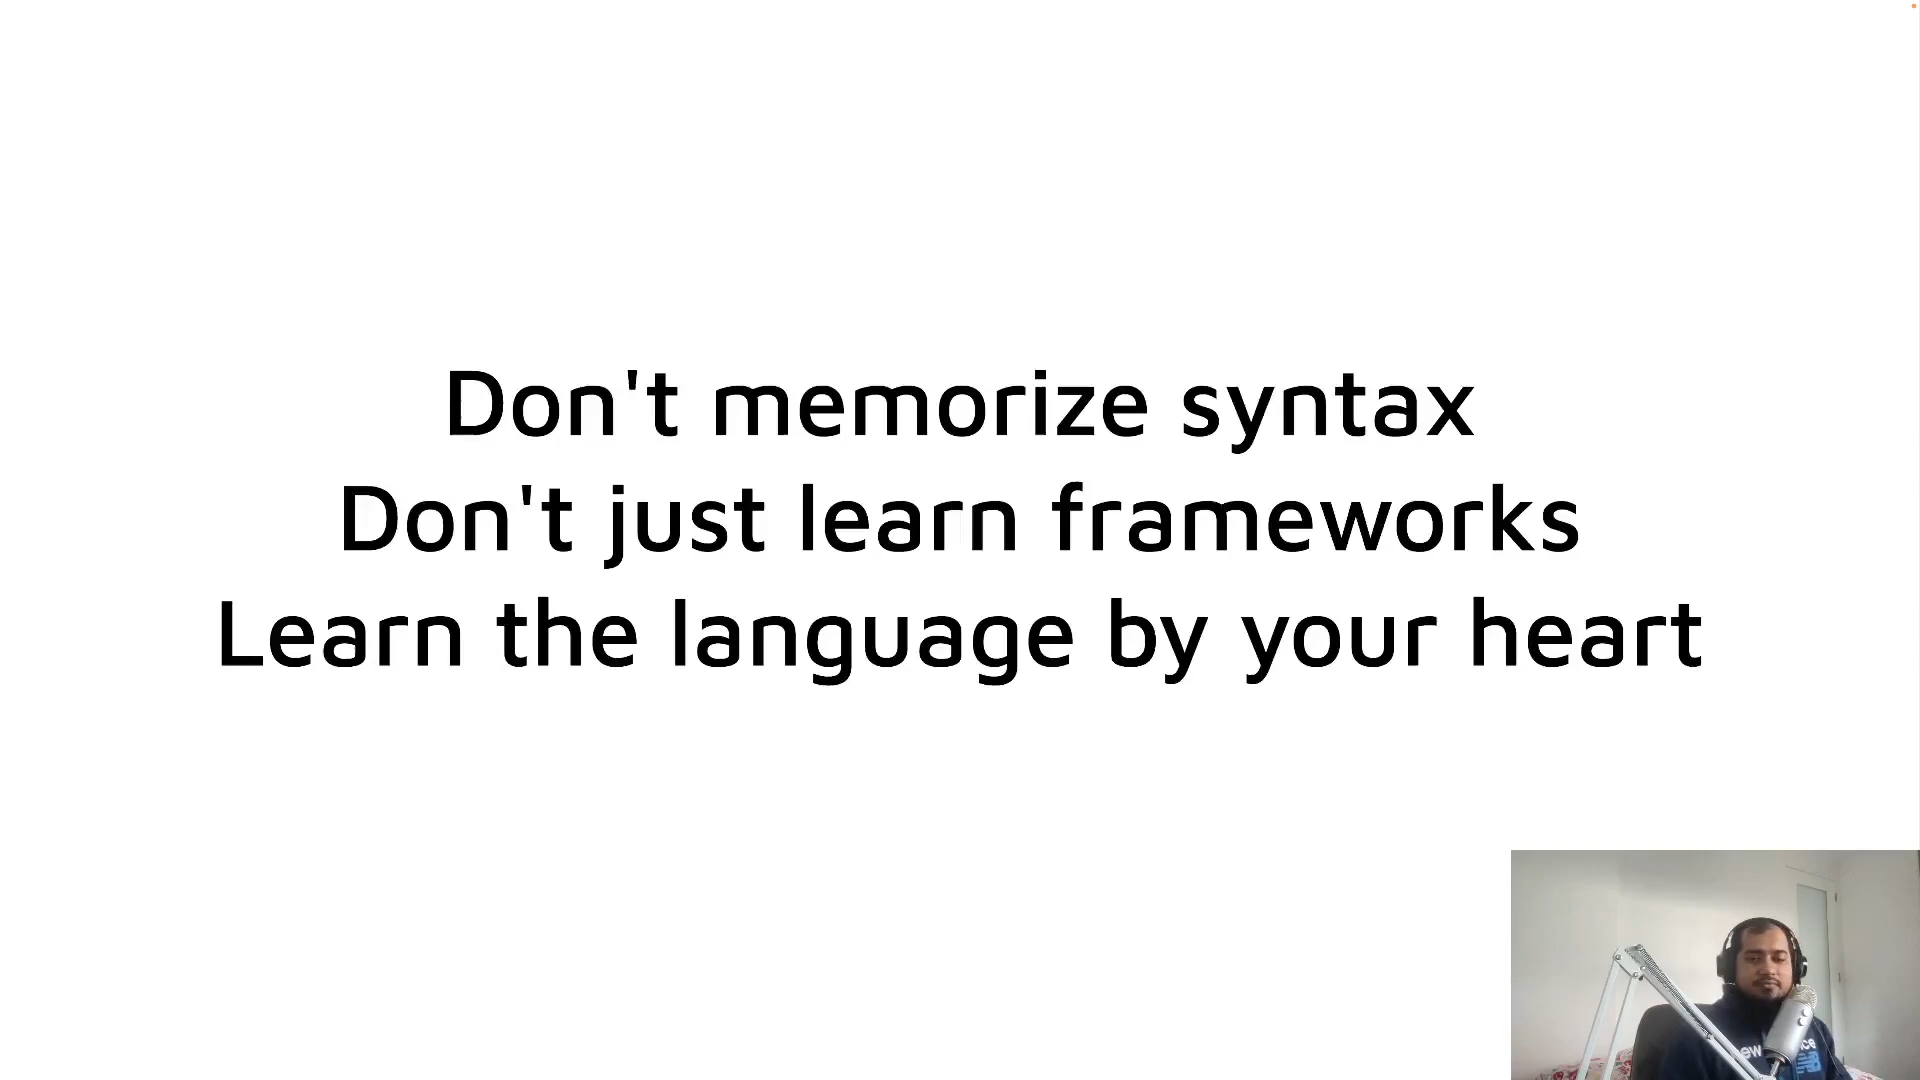 Don't memorize syntax
Don't just learn frameworks
Learn the language by your heart